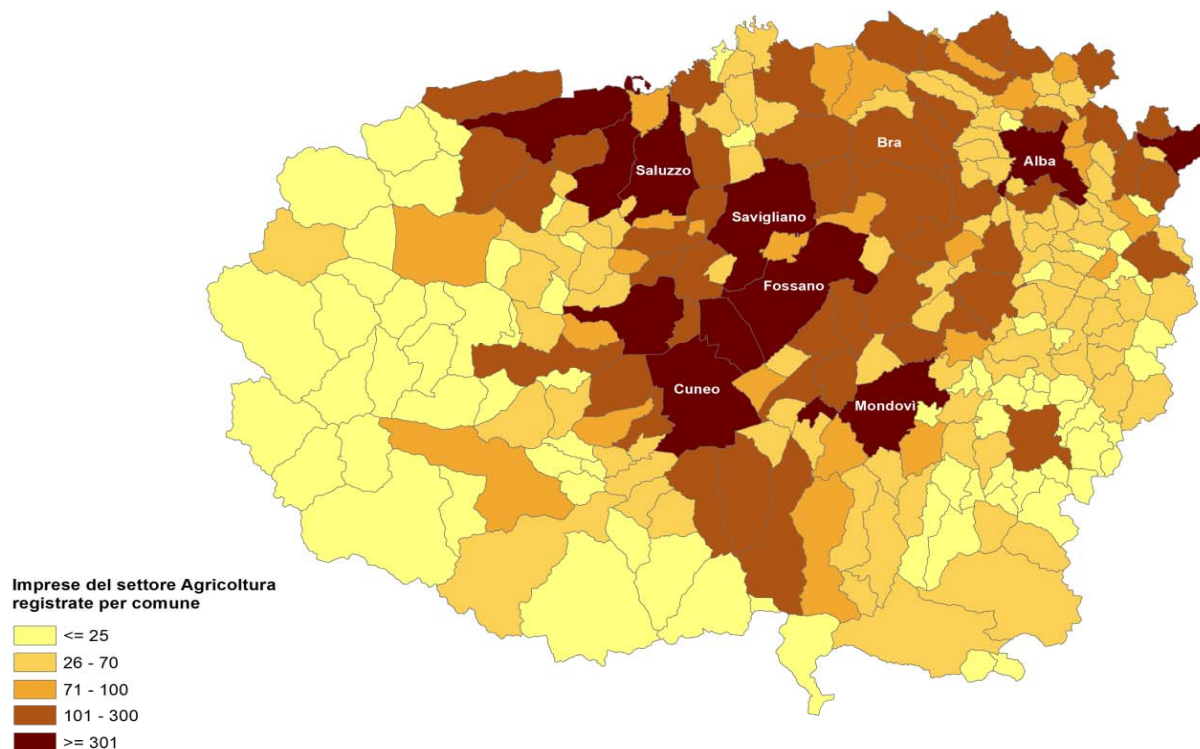 Bra
Alba
Saluzzo
Savigliano
Fossano
Cuneo
Mondovì
Imprese del settore Agricoltura
registrate per comune
<= 25
26 - 70
71 - 100
101 - 300
>= 301